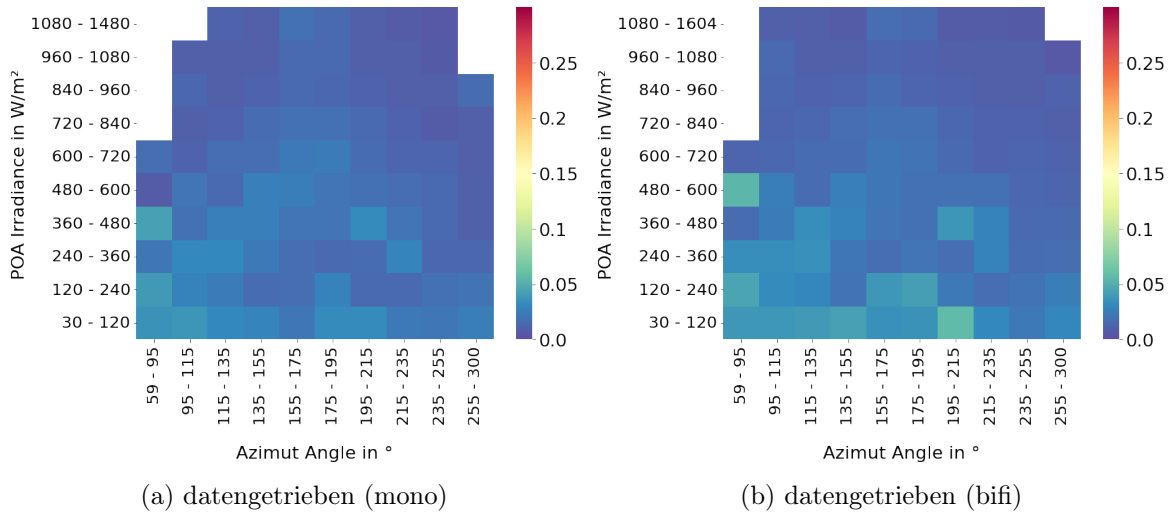 1080 - 1480
960 - 1080
840 - 960
720 - 840
600 - 720
480 - 600
360 - 480
240 - 360
120 - 240
30 - 120
POA Irradiance in W/m²
59 - 95
95 - 115
115 - 135
135 - 155
155 - 175
175 - 195
195 - 215
215 - 235
235 - 255
255 - 300
Azimut Angle in °
0.25
0.20
0.15
0.1
0.05
0.0
(a) datengetrieben (mono)
1080 - 1604
960 - 1080
840 - 960
720 - 840
600 - 720
480 - 600
360 - 480
240 - 360
120 - 240
30 - 120
POA Irradiance in W/m²
59 - 95
95 - 115
115 - 135
135 - 155
155 - 175
175 - 195
195 - 215
215 - 235
235 - 255
255 - 300
Azimut Angle in °
0.25
0.20
0.15
0.1
0.05
0.0
(b) datengetrieben (bifi)